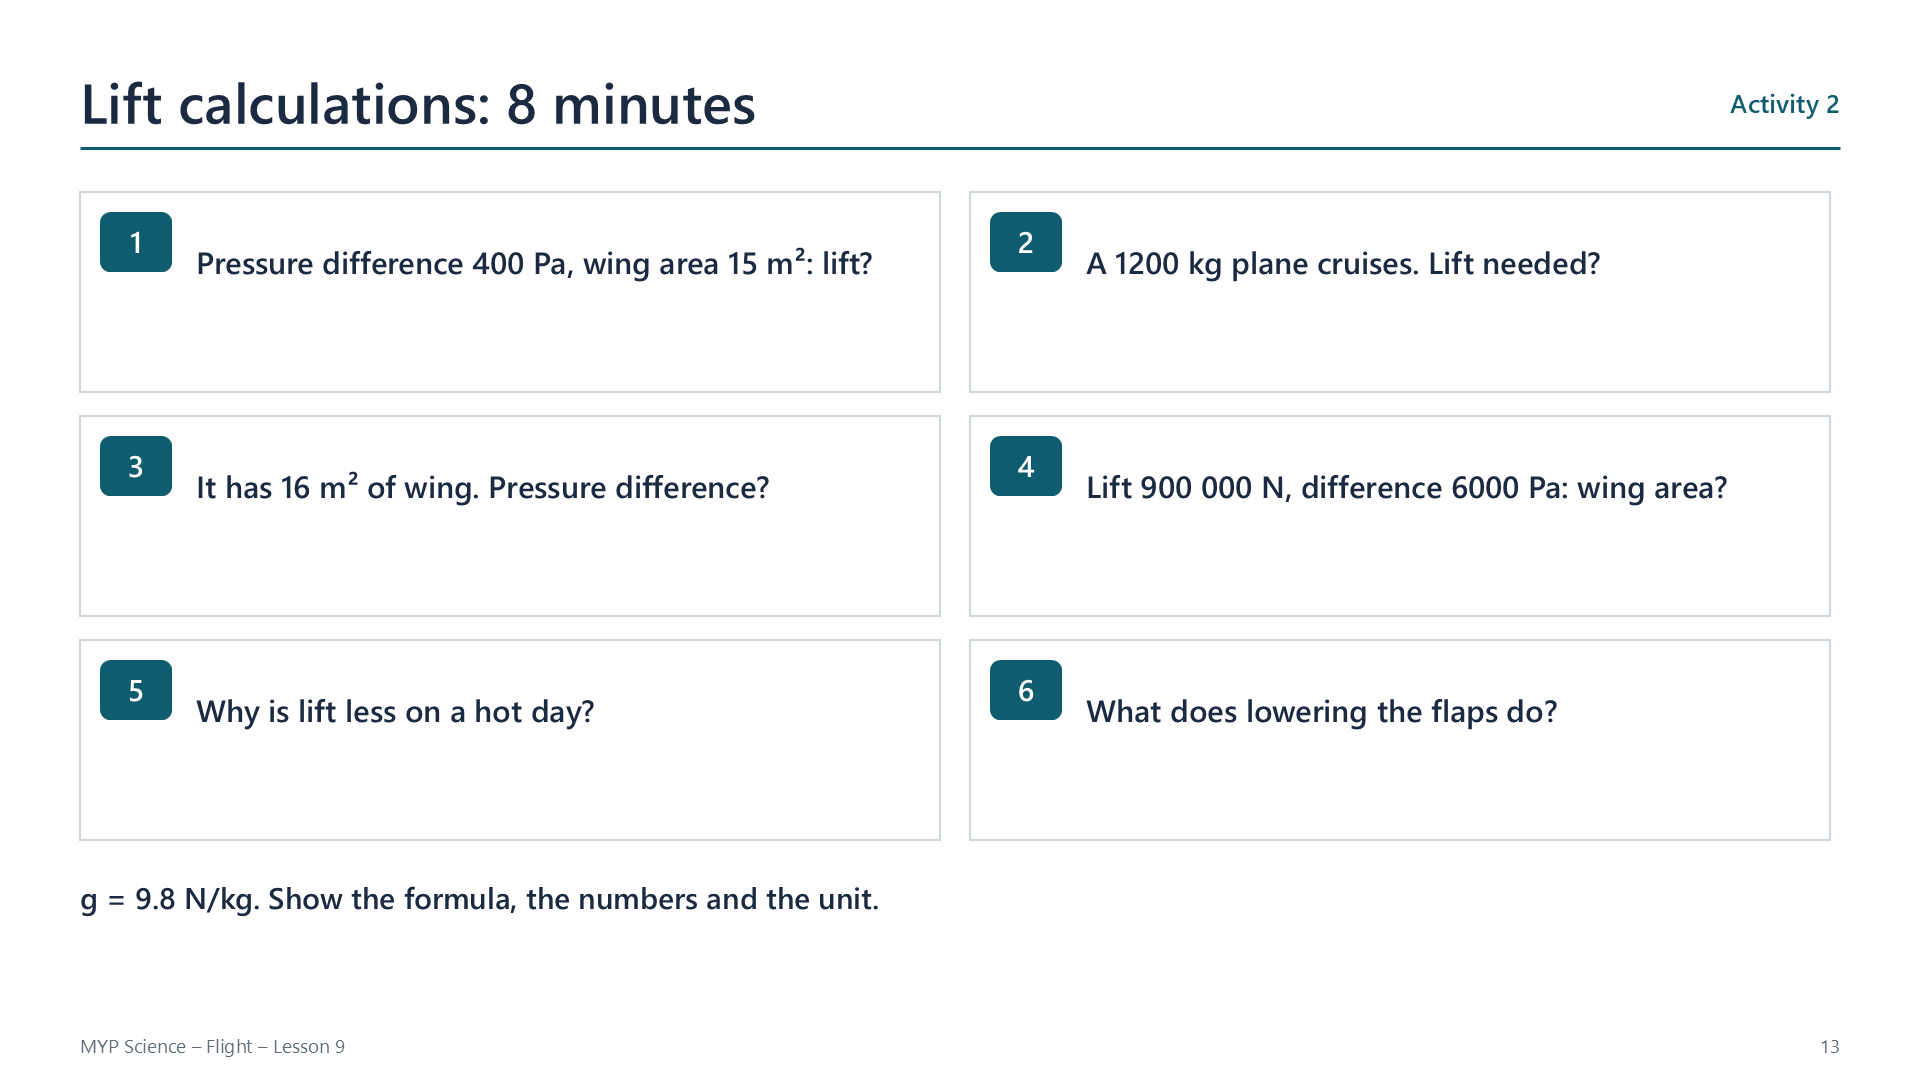 Lift calculations: 8 minutes
Activity 2
1
Pressure difference 400 Pa, wing area 15 m²: lift?
2
A 1200 kg plane cruises. Lift needed?
3
It has 16 m² of wing. Pressure difference?
4
Lift 900 000 N, difference 6000 Pa: wing area?
5
Why is lift less on a hot day?
6
What does lowering the flaps do?
g = 9.8 N/kg. Show the formula, the numbers and the unit.
MYP Science – Flight – Lesson 9
13